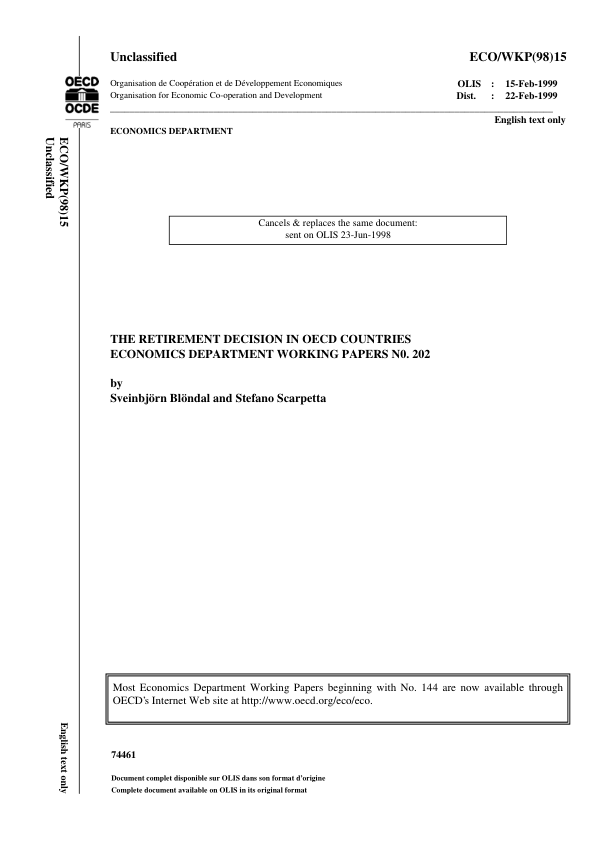 Unclassified ECO/WKP(98)15
OECD
OCDE
PARIS
Organisation de Coopération et de Développement Economiques OLIS : 15-Feb-1999
Organisation for Economic Co-operation and Development Dist. : 22-Feb-1999
English text only
ECONOMICS DEPARTMENT
ECO/WKP(98)15
Unclassified
Cancels & replaces the same document:
sent on OLIS 23-Jun-1998
THE RETIREMENT DECISION IN OECD COUNTRIES
ECONOMICS DEPARTMENT WORKING PAPERS N0. 202
by
Sveinbjörn Blöndal and Stefano Scarpetta
Most Economics Department Working Papers beginning with No. 144 are now available through
OECD's Internet Web site at http://www.oecd.org/eco/eco.
English text only
74461
Document complet disponible sur OLIS dans son format d'origine
Complete document available on OLIS in its original format